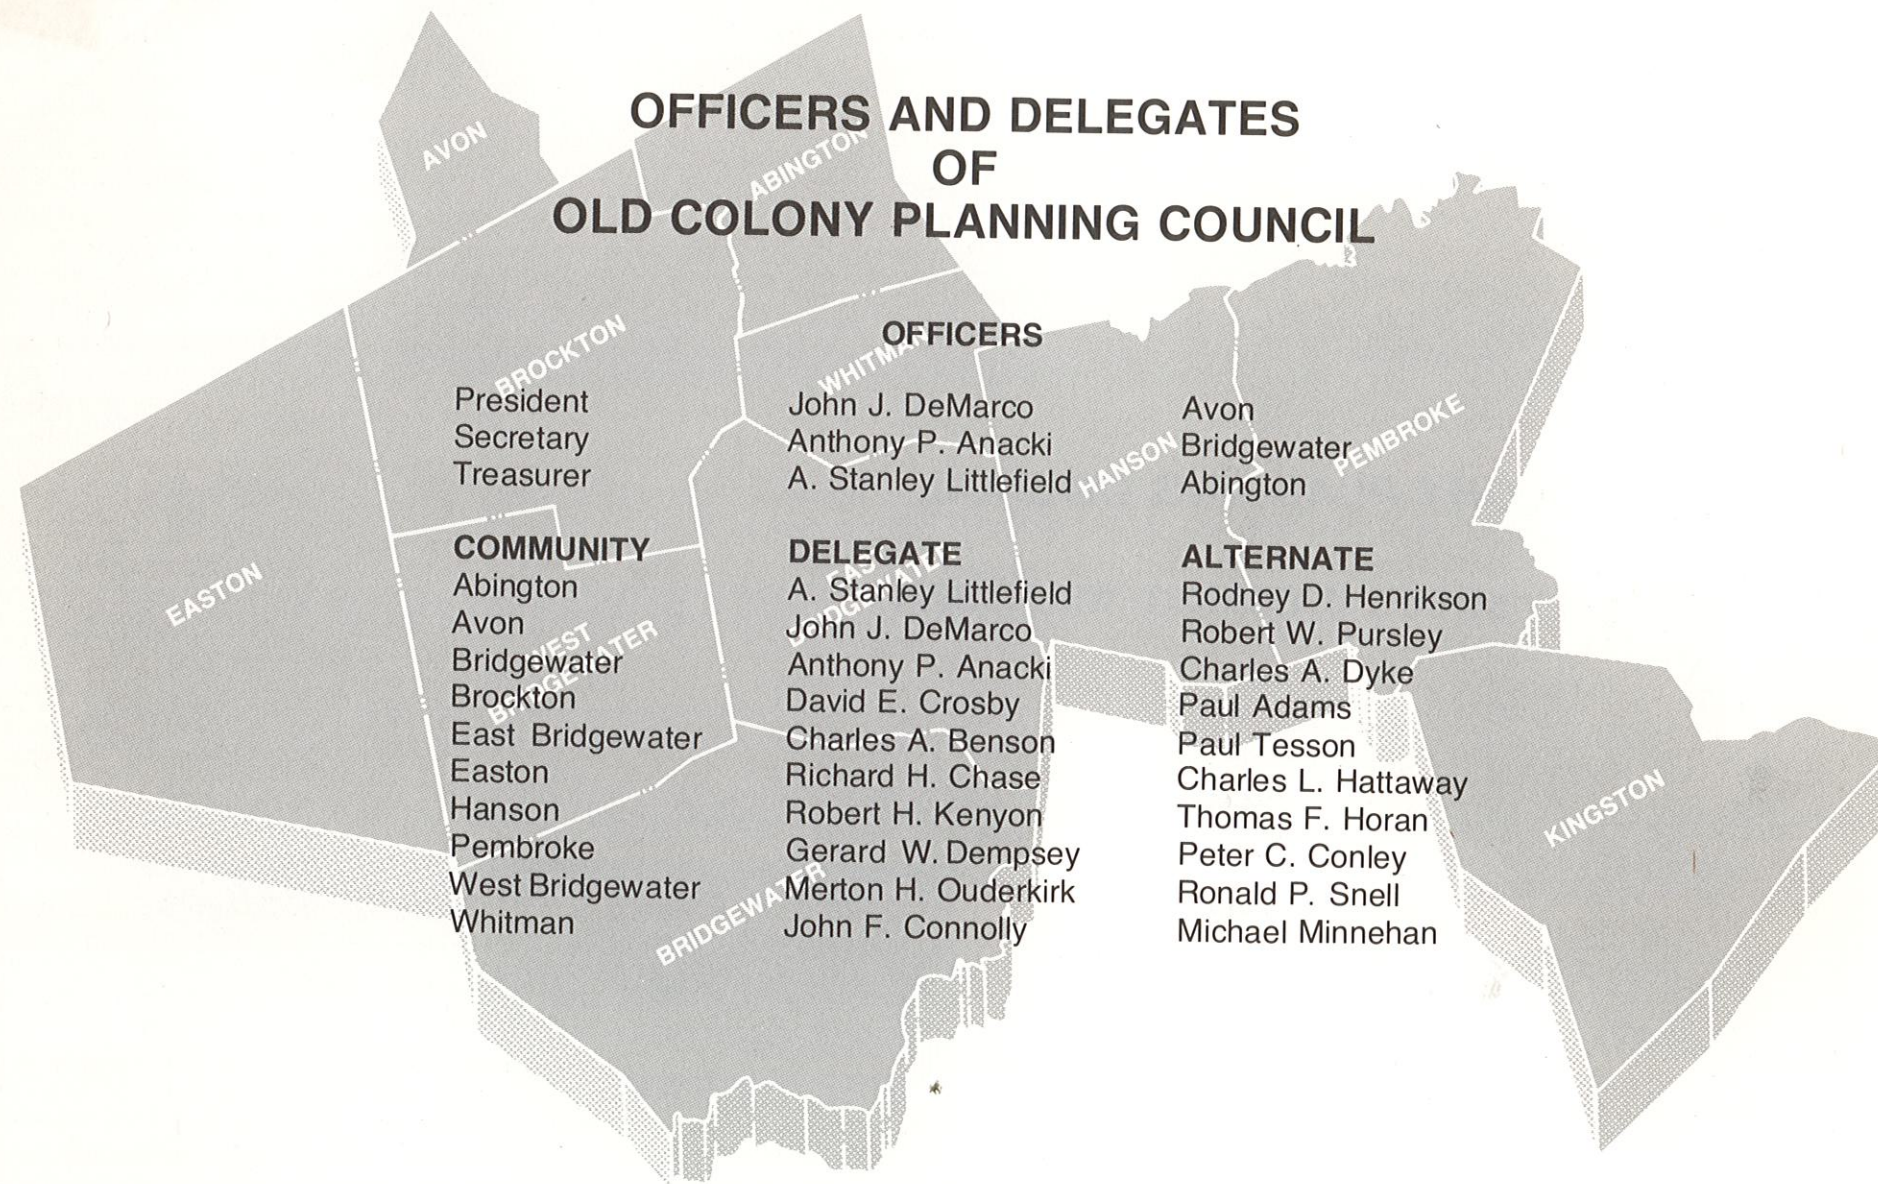 OFFICERS AND DELEGATES
OF
OLD COLONY PLANNING COUNCIL
OFFICERS
President John J. DeMarco Avon
Secretary Anthony P. Anacki Bridgewater
Treasurer A. Stanley Littlefield Abington
COMMUNITY DELEGATE ALTERNATE
Abington A. Stanley Littlefield Rodney D. Henrikson
Avon John J. DeMarco Robert W. Pursley
Bridgewater Anthony P. Anacki Charles A. Dyke
Brockton David E. Crosby Paul Adams
East Bridgewater Charles A. Benson Paul Tesson
Easton Richard H. Chase Charles L. Hattaway
Hanson Robert H. Kenyon Thomas F. Horan
Pembroke Gerard W. Dempsey Peter C. Conley
West Bridgewater Merton H. Ouderkirk Ronald P. Snell
Whitman John F. Connolly Michael Minnehan
AVON
ABINGTON
BROCKTON
WHITMAN
HANSON
PEMBROKE
EASTON
WEST
BRIDGEWATER
EAST
BRIDGEWATER
BRIDGEWATER
KINGSTON